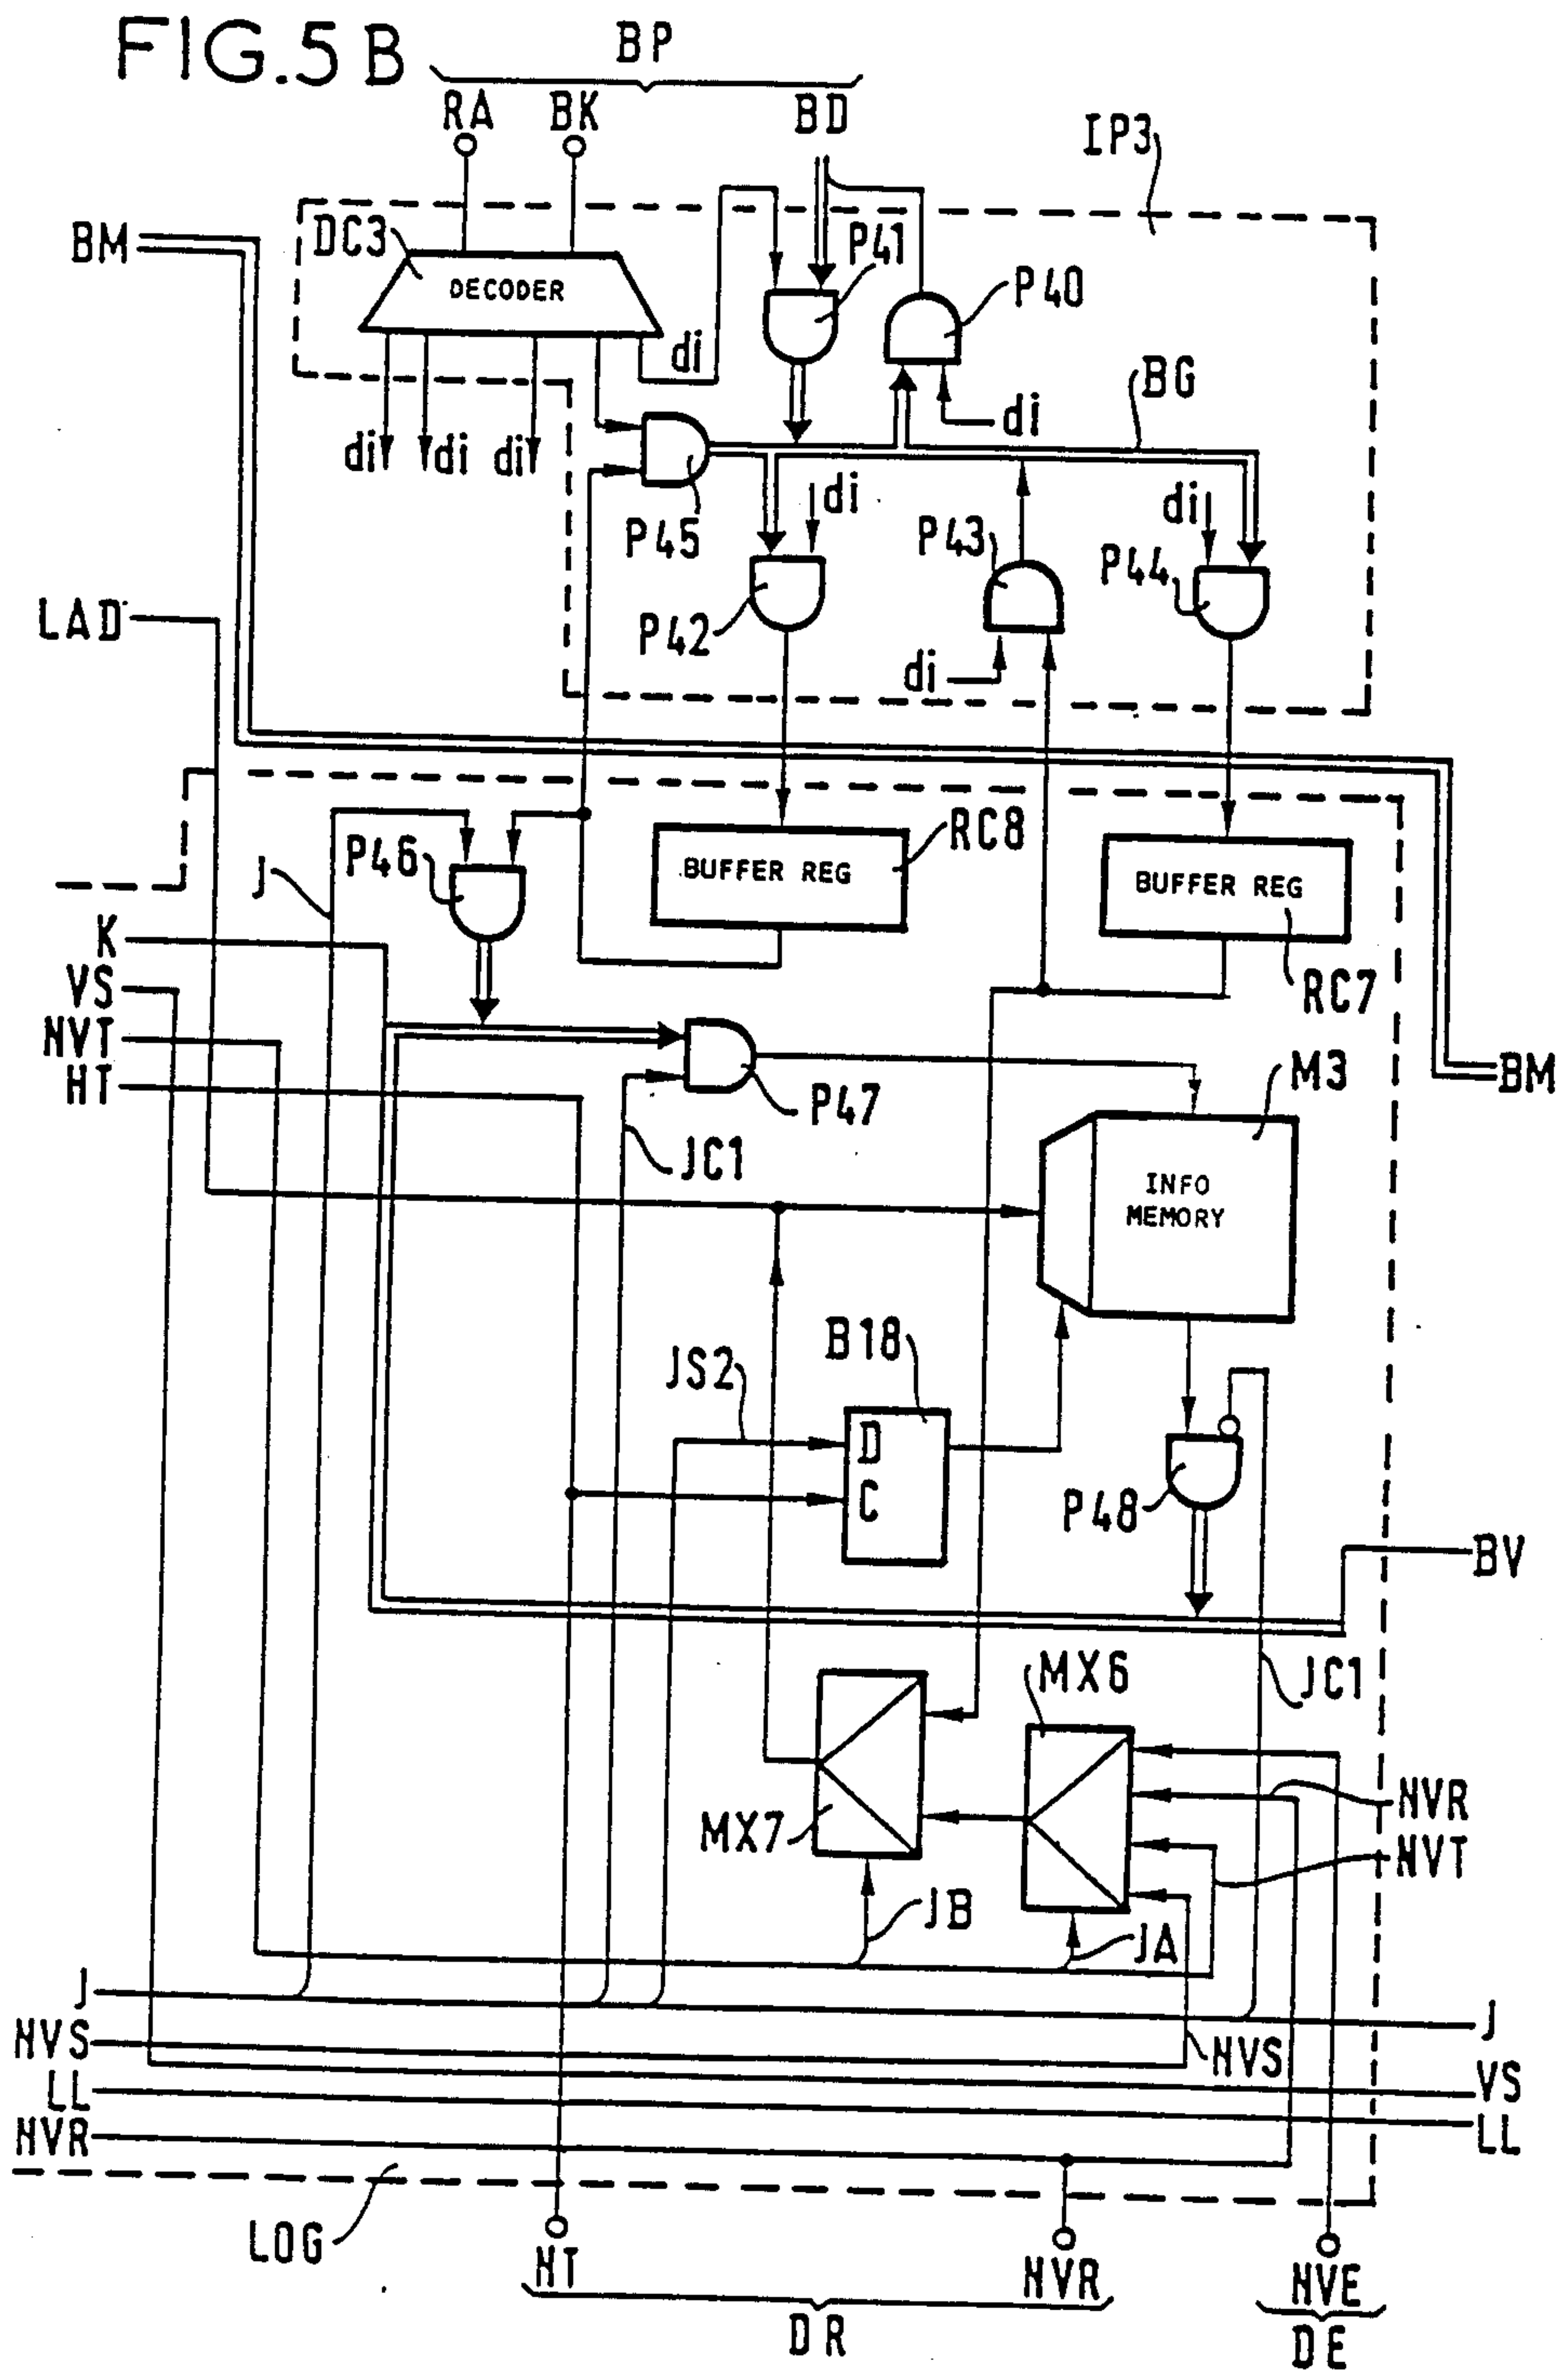 FIG.5B
BP
RA
BK
BD
IP3
BM
DC3
DECODER
P41
P40
di
BG
di
di
di
di
P45
di
di
P43
P44
P42
LAD
di
RC8
BUFFER REG
P46
J
BUFFER REG
RC7
K
VS
NVT
HT
P47
M3
BM
JC1
INFO
MEMORY
B18
JS2
D
C
P48
BV
MX6
JC1
MX7
NVR
NVT
JB
JA
J
J
NVS
NVS
VS
LL
LL
NVR
LOG
HT
NVR
NVE
DR
DE